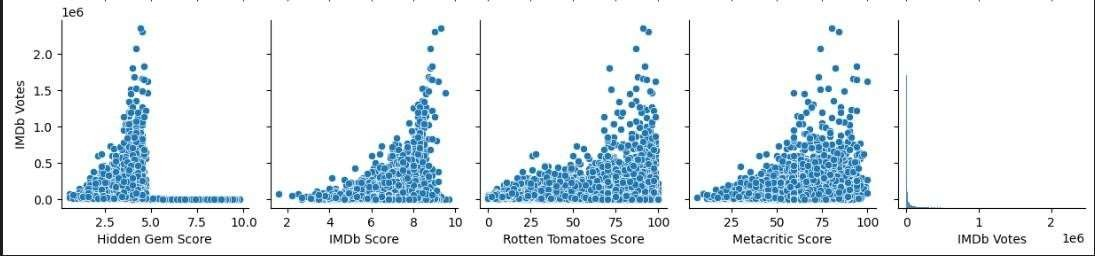 1e6
2.0
1.5
1.0
0.5
0.0
IMDb Votes
2.5 5.0 7.5 10.0
Hidden Gem Score
2 4 6 8 10
IMDb Score
0 25 50 75 100
Rotten Tomatoes Score
25 50 75 100
Metacritic Score
0 1 2
IMDb Votes 1e6